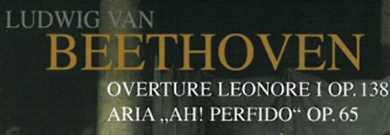 LUDWIG VAN
BEETHOVEN
OVERTURE LEONORE I OP. 138
ARIA „AH! PERFIDO“ OP. 65